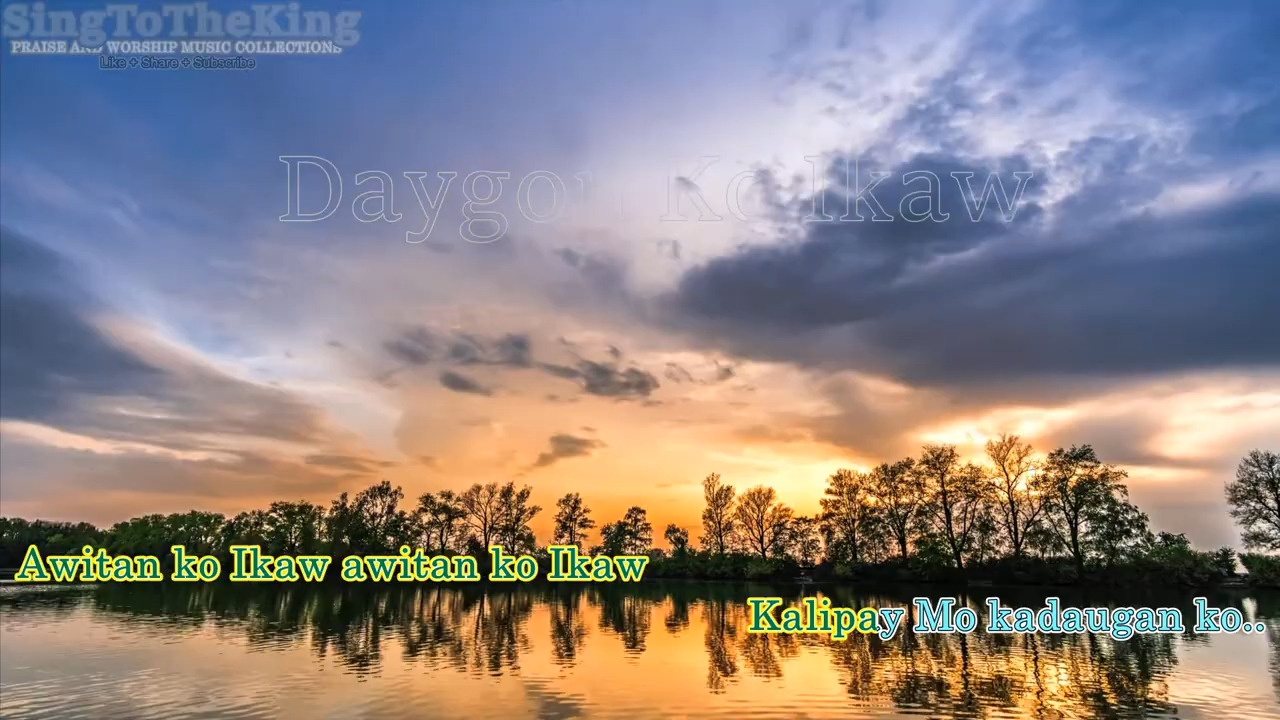 SingToTheKing
PRAISE AND WORSHIP MUSIC COLLECTIONS
Like + Share + Subscribe
Daygon Ko Ikaw
Awitan ko Ikaw awitan ko Ikaw
Kalipay Mo kadaugan ko..